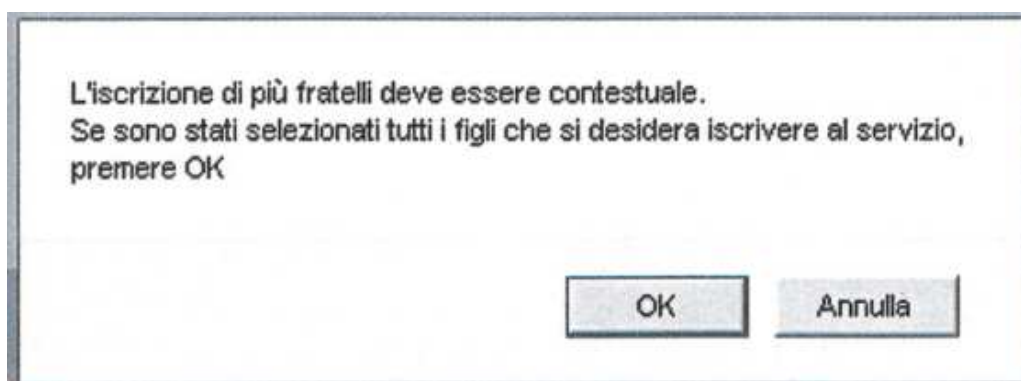 L'iscrizione di più fratelli deve essere contestuale.
Se sono stati selezionati tutti i figli che si desidera iscrivere al servizio,
premere OK
OK
Annulla